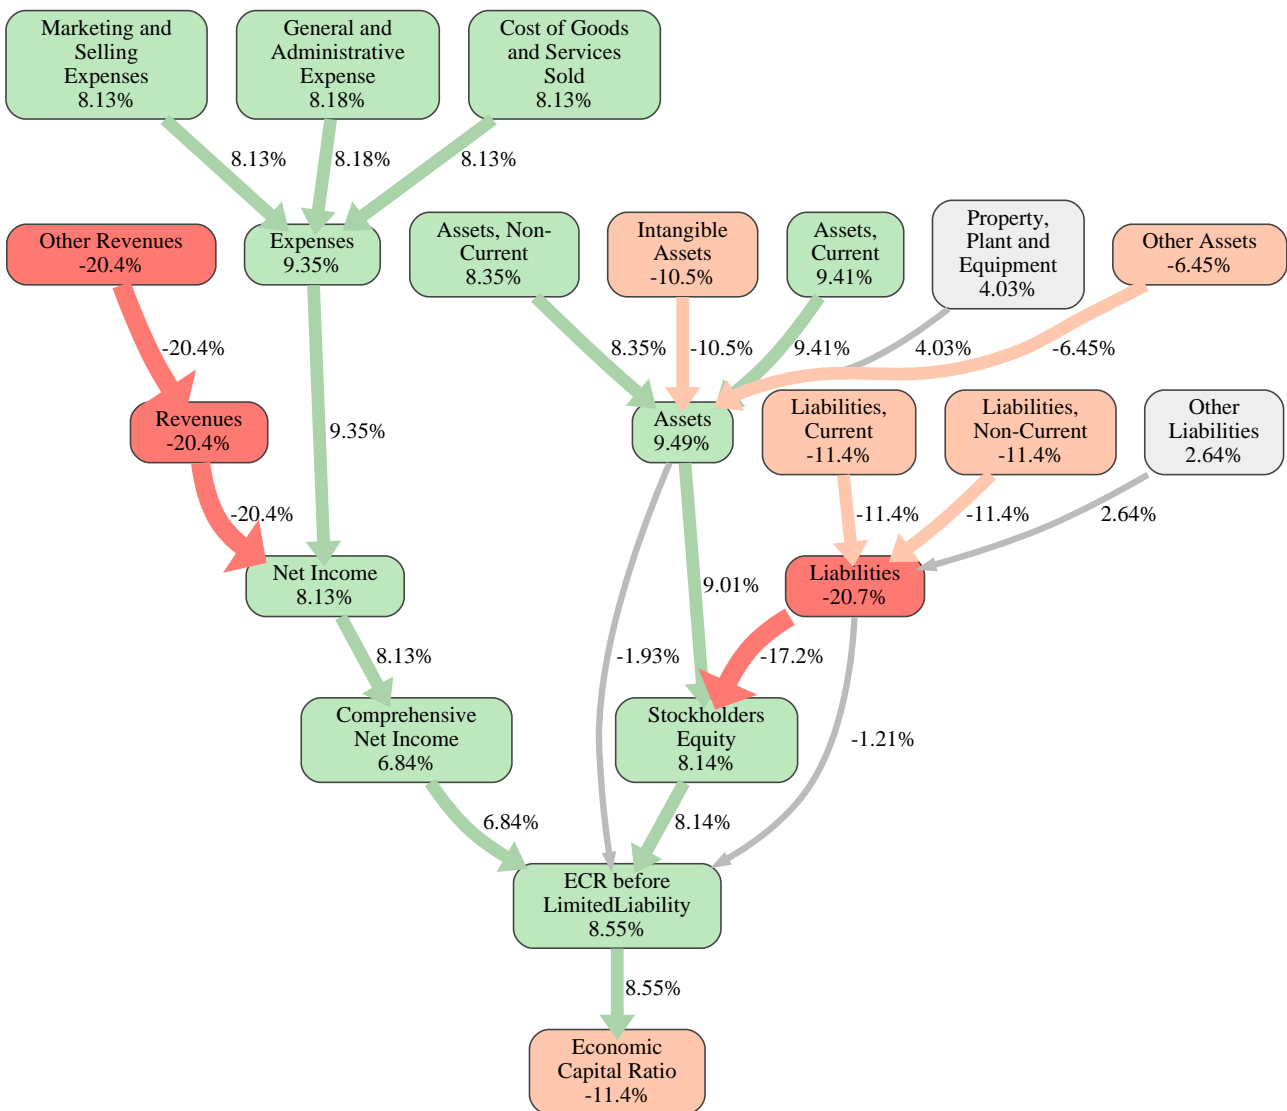 Marketing and
Selling
Expenses
8.13%
General and
Administrative
Expense
8.18%
Cost of Goods
and Services
Sold
8.13%
8.13%
8.18%
8.13%
Other Revenues
-20.4%
Expenses
9.35%
Assets, Non-
Current
8.35%
Intangible
Assets
-10.5%
Assets,
Current
9.41%
Property,
Plant and
Equipment
4.03%
Other Assets
-6.45%
-20.4%
8.35%
-10.5%
9.41%
4.03%
-6.45%
Revenues
-20.4%
9.35%
Assets
9.49%
Liabilities,
Current
-11.4%
Liabilities,
Non-Current
-11.4%
Other
Liabilities
2.64%
-20.4%
-11.4%
-11.4%
2.64%
Net Income
8.13%
9.01%
Liabilities
-20.7%
8.13%
-1.93%
-17.2%
Comprehensive
Net Income
6.84%
Stockholders
Equity
8.14%
-1.21%
6.84%
8.14%
ECR before
LimitedLiability
8.55%
8.55%
Economic
Capital Ratio
-11.4%